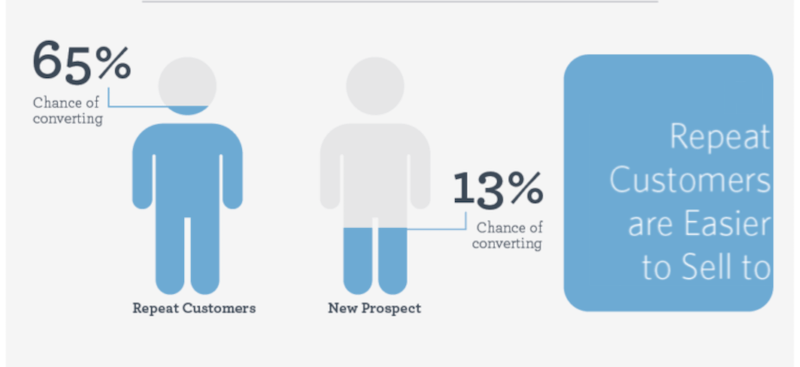 65%
Chance of
converting
Repeat Customers
13%
Chance of
converting
New Prospect
Repeat
Customers
are Easier
to Sell to